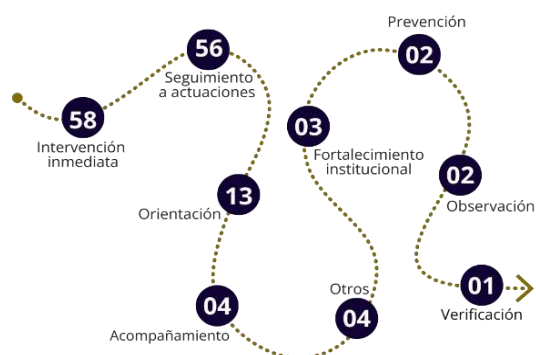 58
Intervención
inmediata
56
Seguimiento
a actuaciones
13
Orientación
04
Acompañamiento
Otros
04
03
Fortalecimiento
institucional
Prevención
02
02
Observación
01
Verificación